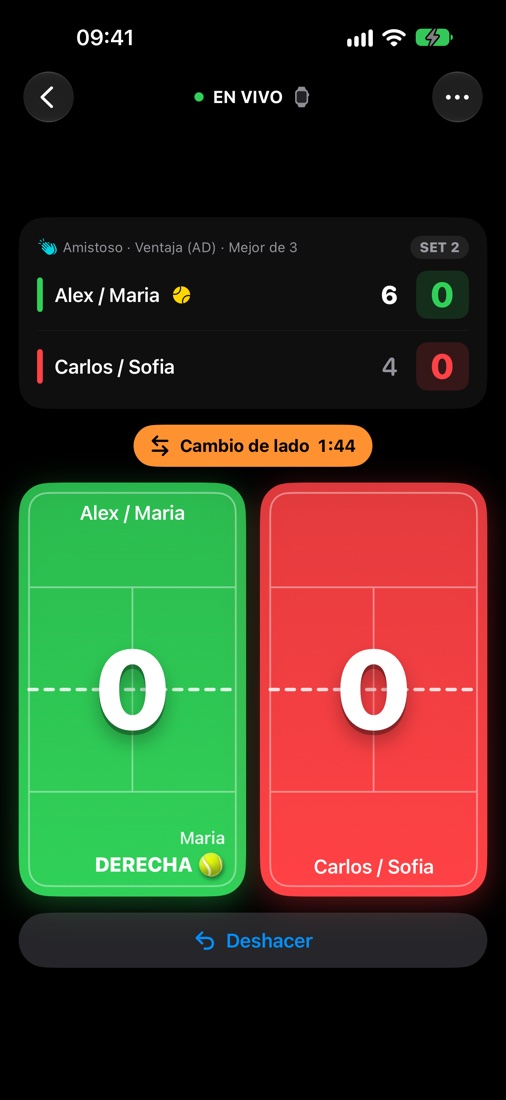 09:41
EN VIVO
Amistoso · Ventaja (AD) · Mejor de 3
SET 2
Alex / Maria 6 0
Carlos / Sofia 4 0
Cambio de lado 1:44
Alex / Maria
0
0
Maria
DERECHA
Carlos / Sofia
Deshacer